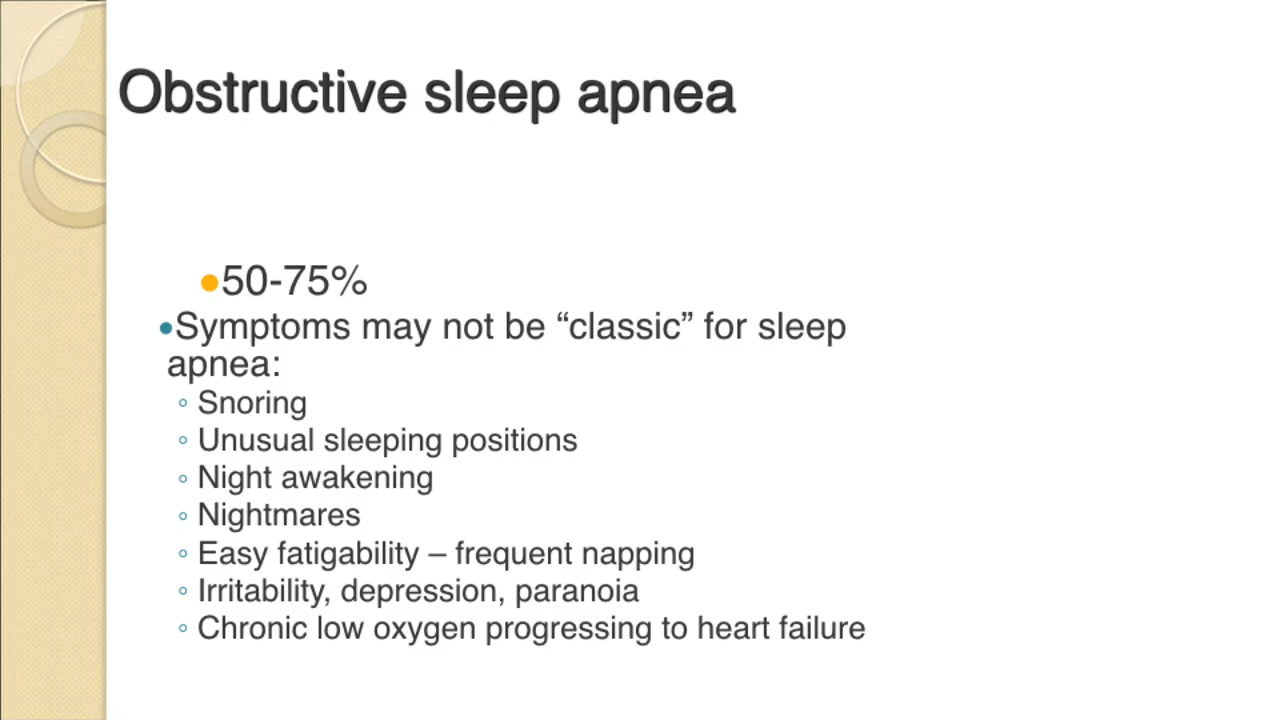 Obstructive sleep apnea
●50-75%
•Symptoms may not be “classic” for sleep
apnea:
◦ Snoring
◦ Unusual sleeping positions
◦ Night awakening
◦ Nightmares
◦ Easy fatigability – frequent napping
◦ Irritability, depression, paranoia
◦ Chronic low oxygen progressing to heart failure